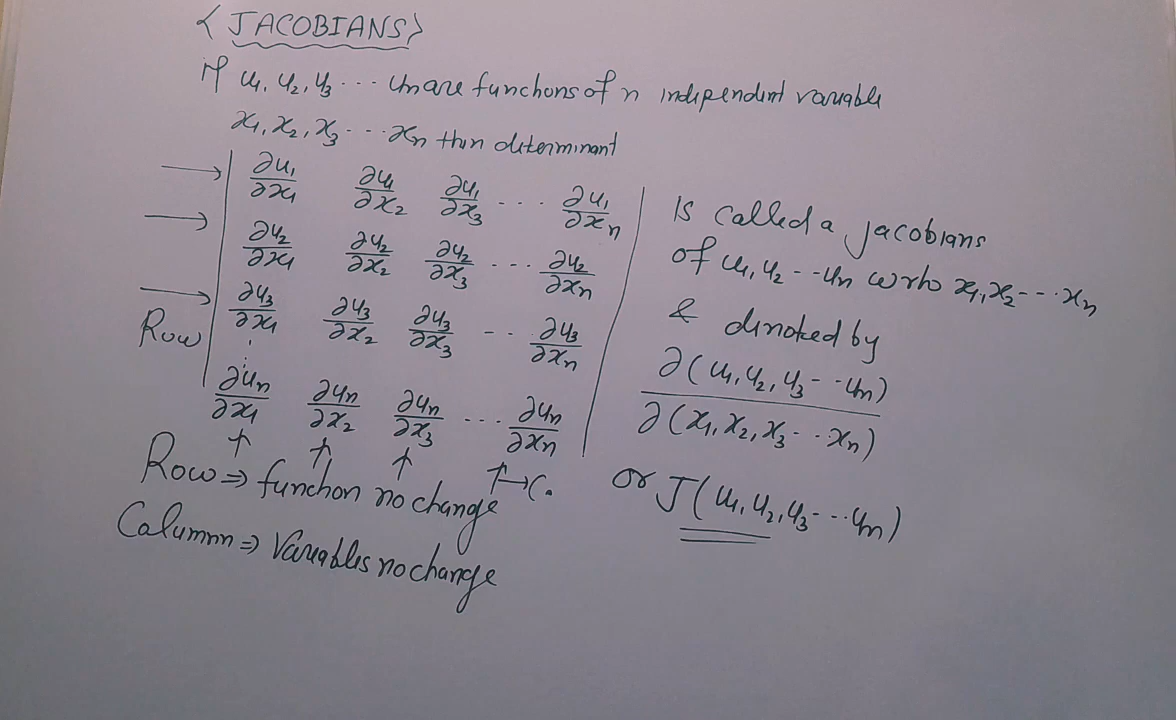 < JACOBIANS >
If u₁, u₂, u₃ ... un are functions of n independent variable
x₁, x₂, x₃ ... xn then determinant
∂u₁/∂x₁ ∂u₁/∂x₂ ∂u₁/∂x₃ ... ∂u₁/∂xn
∂u₂/∂x₁ ∂u₂/∂x₂ ∂u₂/∂x₃ ... ∂u₂/∂xn
∂u₃/∂x₁ ∂u₃/∂x₂ ∂u₃/∂x₃ ... ∂u₃/∂xn
Row
∂un/∂x₁ ∂un/∂x₂ ∂un/∂x₃ ... ∂un/∂xn
→ C.
Row ⇒ function no change
Calumnn ⇒ Variables no change
is called a jacobians
of u₁, u₂ -- un w rto x₁, x₂ --- xn
& denoted by
∂(u₁, u₂, u₃ -- un)/∂(x₁, x₂, x₃ -- xn)
or J(u₁, u₂, u₃ --- un)